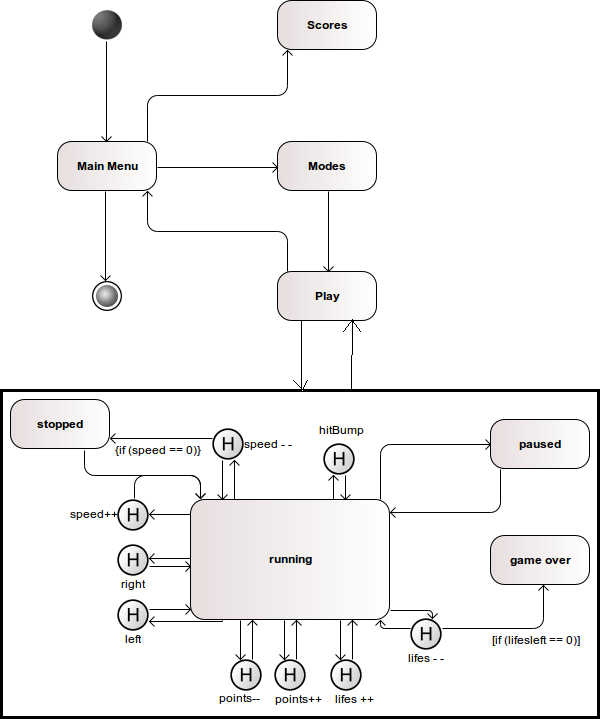 Scores
Main Menu
Modes
Play
stopped
{if (speed == 0)}
H
speed - -
hitBump
H
paused
speed++
H
running
H
right
game over
H
left
H
lifes - -
[if (lifesleft == 0)]
H
points--
H
points++
H
lifes ++